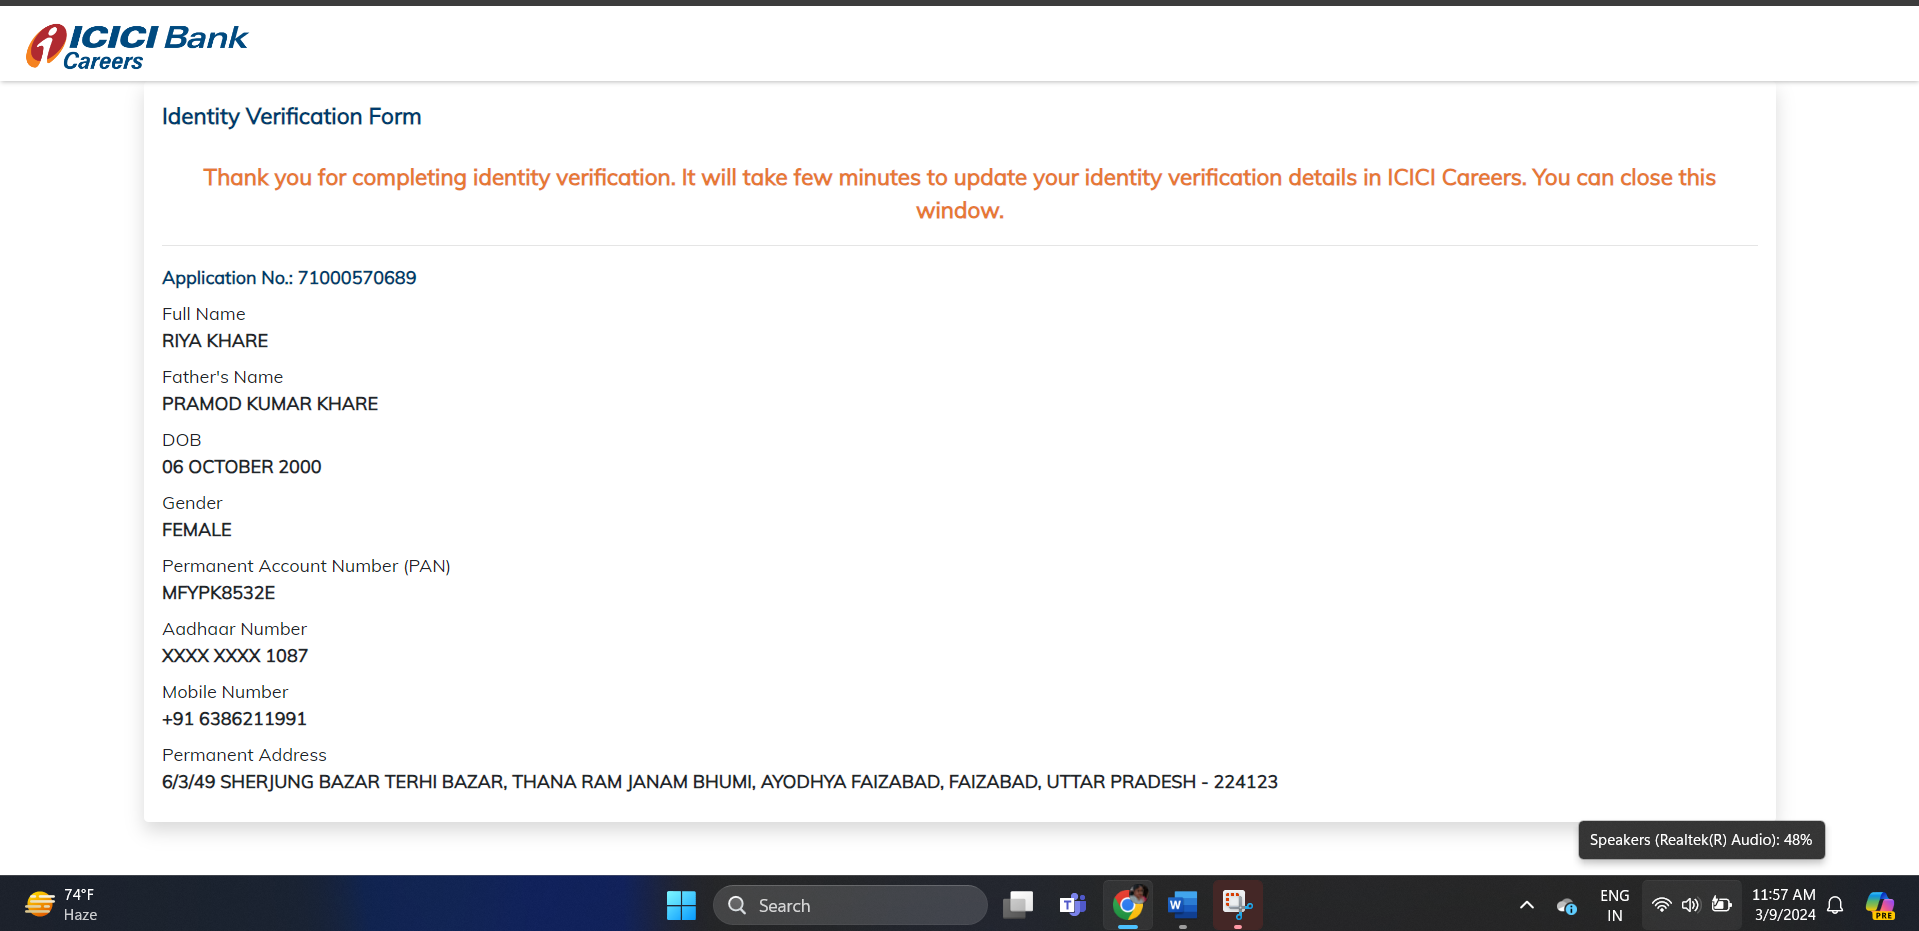 ICICI Bank
Careers
Identity Verification Form
Thank you for completing identity verification. It will take few minutes to update your identity verification details in ICICI Careers. You can close this
window.
Application No.: 71000570689
Full Name
RIYA KHARE
Father's Name
PRAMOD KUMAR KHARE
DOB
06 OCTOBER 2000
Gender
FEMALE
Permanent Account Number (PAN)
MFYPK8532E
Aadhaar Number
XXXX XXXX 1087
Mobile Number
+91 6386211991
Permanent Address
6/3/49 SHERJUNG BAZAR TERHI BAZAR, THANA RAM JANAM BHUMI, AYODHYA FAIZABAD, FAIZABAD, UTTAR PRADESH - 224123
Speakers (Realtek(R) Audio): 48%
74°F
Haze
Search
ENG
IN
11:57 AM
3/9/2024
PRE